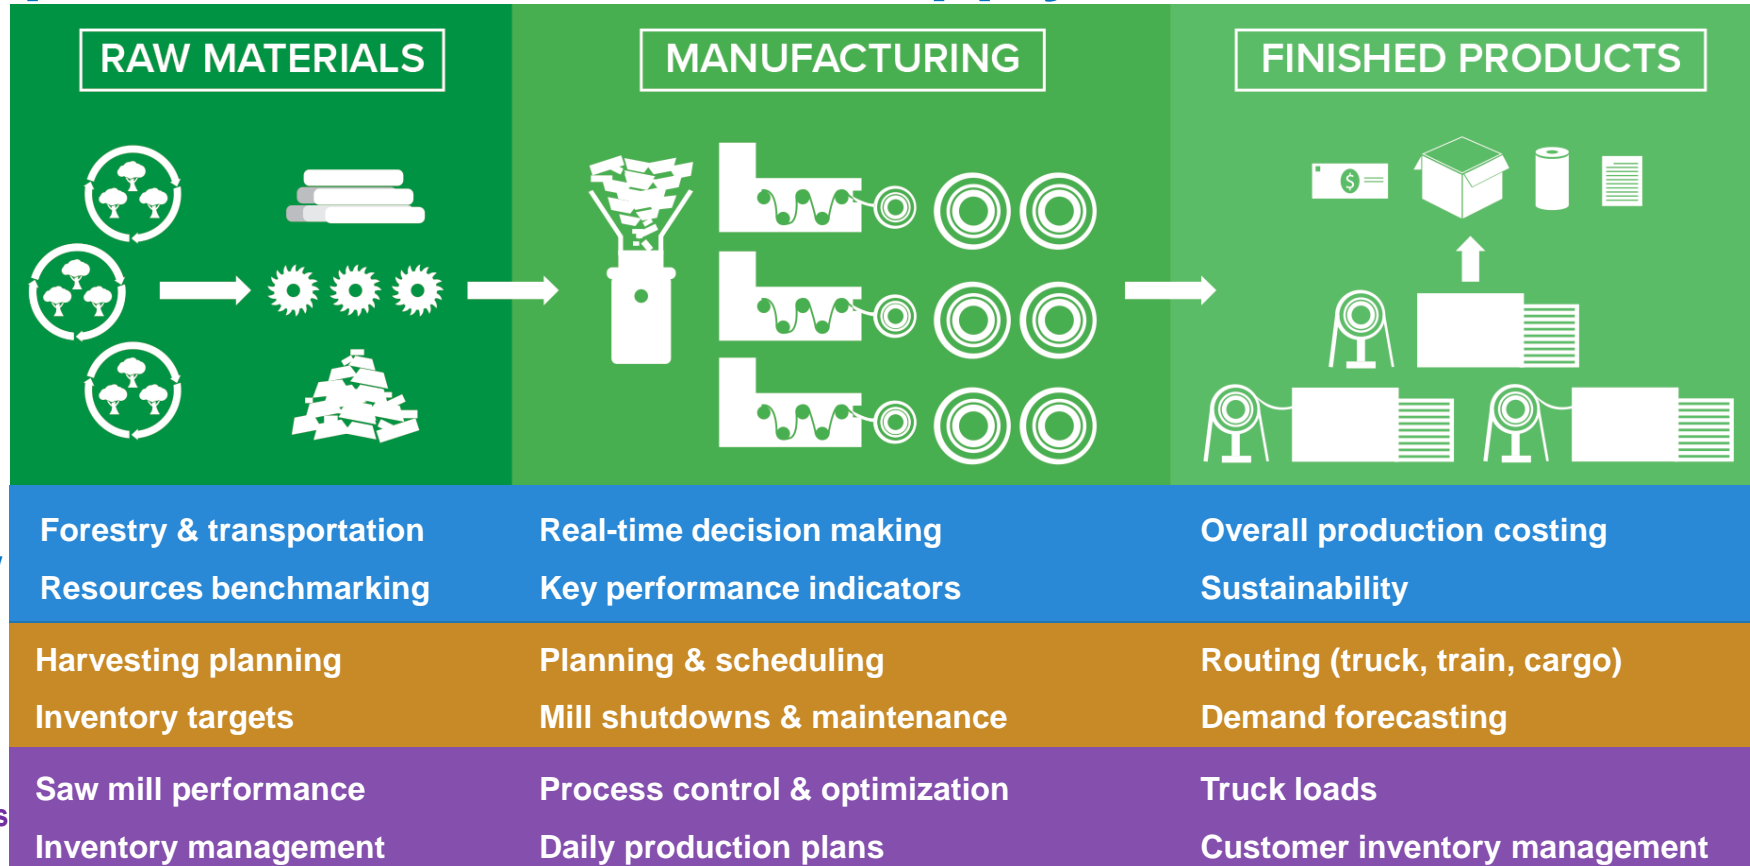 RAW MATERIALS
MANUFACTURING
FINISHED PRODUCTS
$
Forestry & transportation
Real-time decision making
Overall production costing
Resources benchmarking
Key performance indicators
Sustainability
Harvesting planning
Planning & scheduling
Routing (truck, train, cargo)
Inventory targets
Mill shutdowns & maintenance
Demand forecasting
Saw mill performance
Process control & optimization
Truck loads
Inventory management
Daily production plans
Customer inventory management